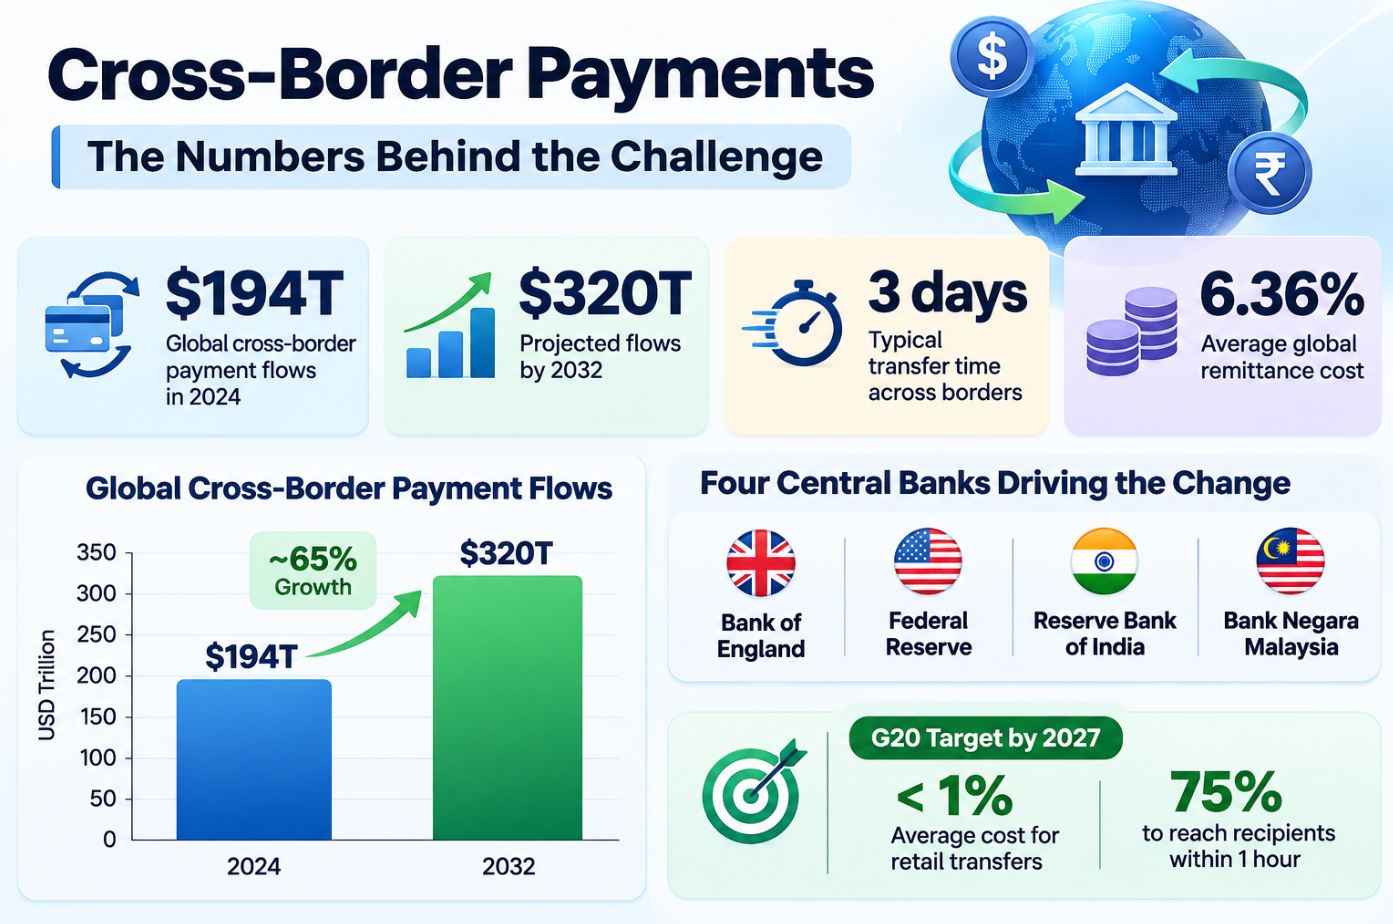 Cross-Border Payments
The Numbers Behind the Challenge
$
₹
$194T
Global cross-border
payment flows
in 2024
$320T
Projected flows
by 2032
3 days
Typical
transfer time
across borders
6.36%
Average global
remittance cost
Global Cross-Border Payment Flows
USD Trillion
350
300
250
200
150
100
50
0
~65%
Growth
$194T
$320T
2024
2032
Four Central Banks Driving the Change
Bank of
England
Federal
Reserve
Reserve Bank
of India
Bank Negara
Malaysia
G20 Target by 2027
< 1%
Average cost for
retail transfers
75%
to reach recipients
within 1 hour